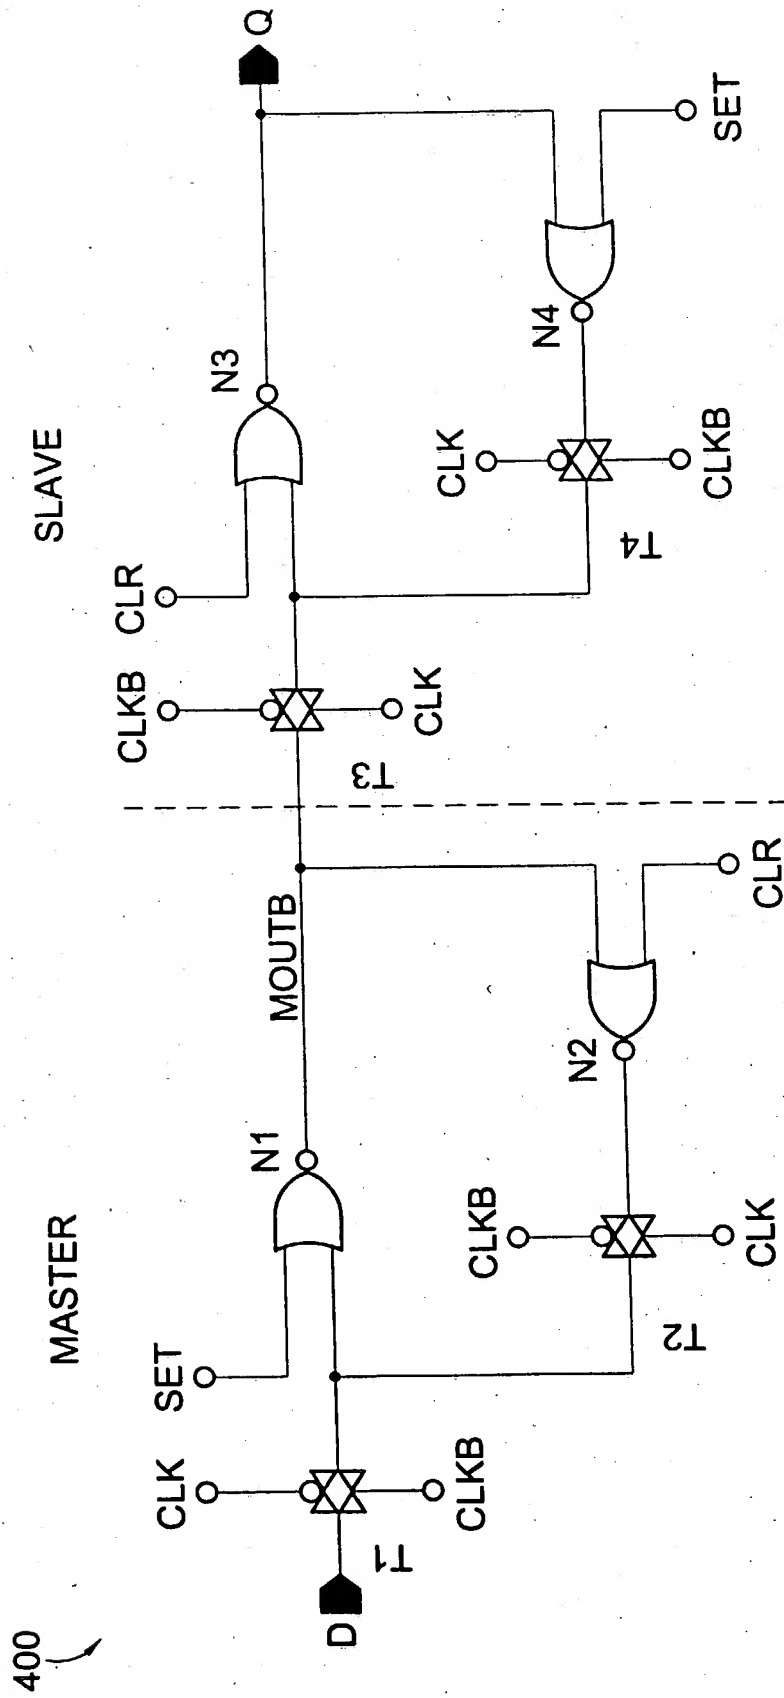 400
MASTER
SLAVE
D
T1
CLK
CLKB
SET
N1
MOUTB
T2
CLKB
CLK
N2
CLR
T3
CLKB
CLK
CLR
N3
Q
T4
CLK
CLKB
N4
SET